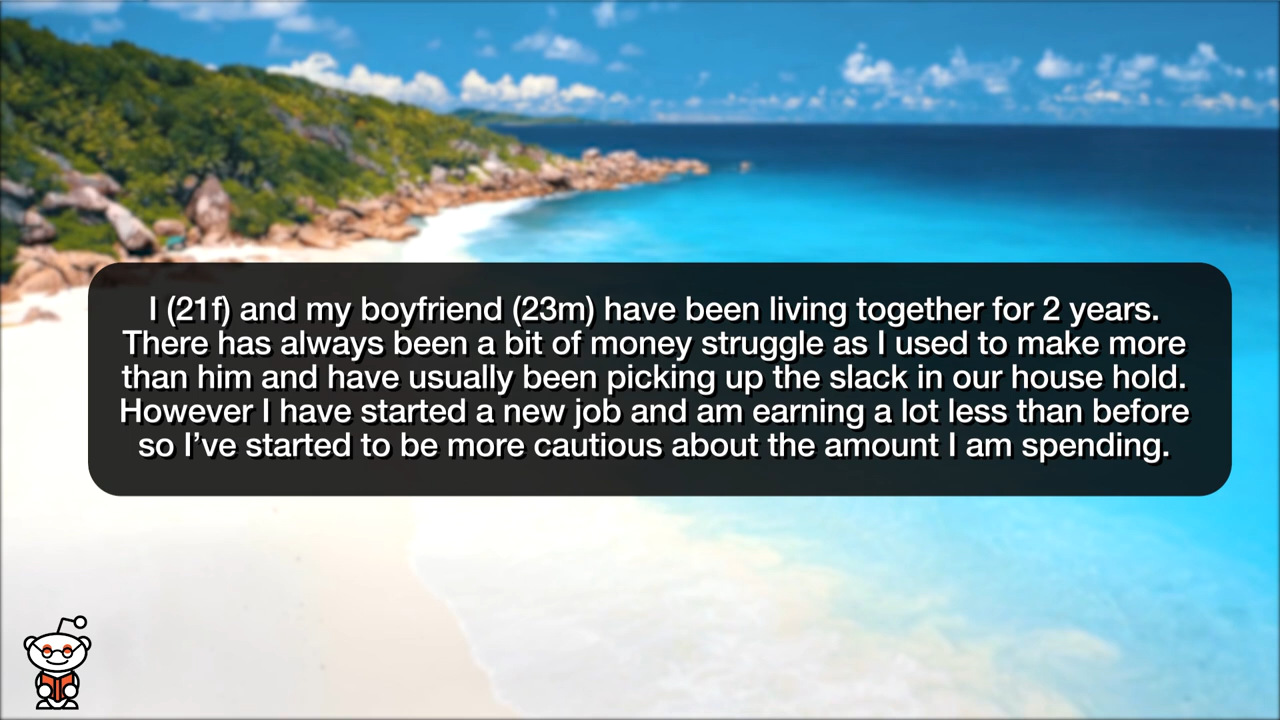 I (21f) and my boyfriend (23m) have been living together for 2 years.
There has always been a bit of money struggle as I used to make more
than him and have usually been picking up the slack in our house hold.
However I have started a new job and am earning a lot less than before
so I’ve started to be more cautious about the amount I am spending.